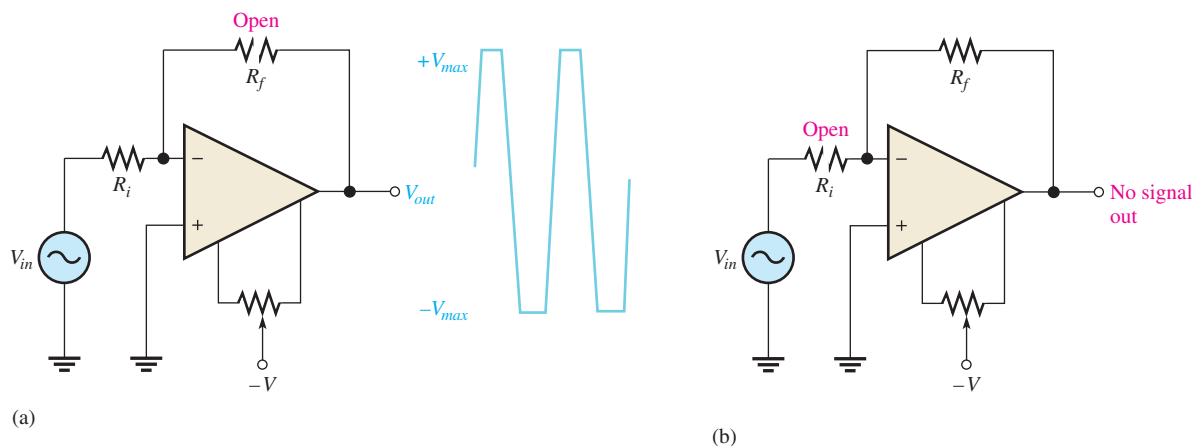 Open
R_f
R_i
−
+
V_in
V_out
−V
+V_max
−V_max
(a)
Open
R_f
R_i
−
+
V_in
No signal
out
−V
(b)